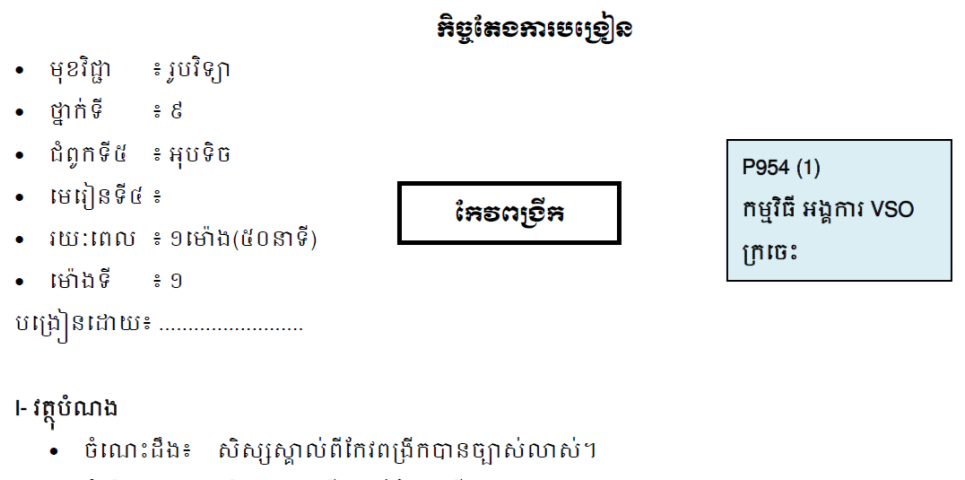 កិច្ចតែងការបង្រៀន
• មុខវិជ្ជា ៖ រូបវិទ្យា
• ថ្នាក់ទី ៖ ៩
• ជំពូកទី៥ ៖ អុបទិច
• មេរៀនទី៤ ៖
កែវពង្រីក
• រយៈពេល ៖ ១ម៉ោង(៥០នាទី)
• ម៉ោងទី ៖ ១
បង្រៀនដោយ៖ .........................
P954 (1)
កម្មវិធី អង្គការ VSO
ក្រចេះ
I- វត្ថុបំណង
• ចំណេះដឹង៖ សិស្សស្គាល់ពីកែវពង្រីកបានច្បាស់លាស់។